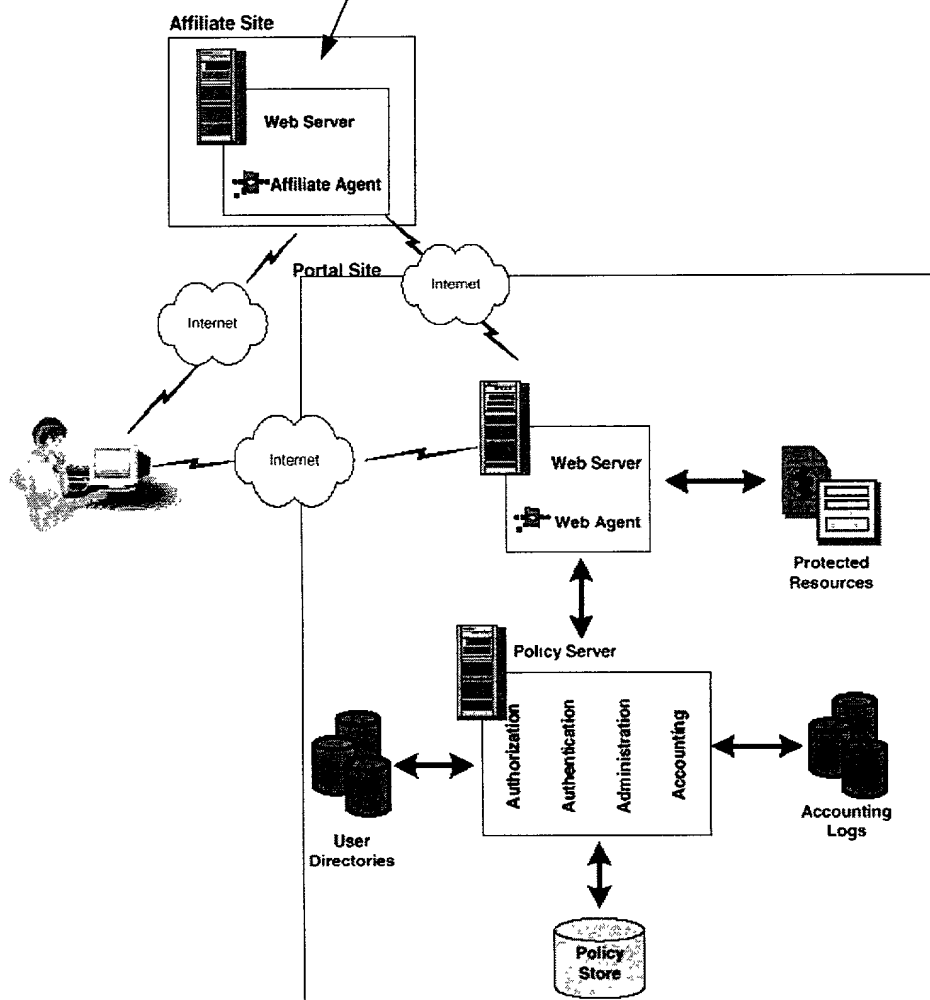 Affiliate Site
Web Server
Affiliate Agent
Portal Site
Internet
Internet
Internet
Web Server
Web Agent
Protected
Resources
Policy Server
Authorization
Authentication
Administration
Accounting
User
Directories
Accounting
Logs
Policy
Store